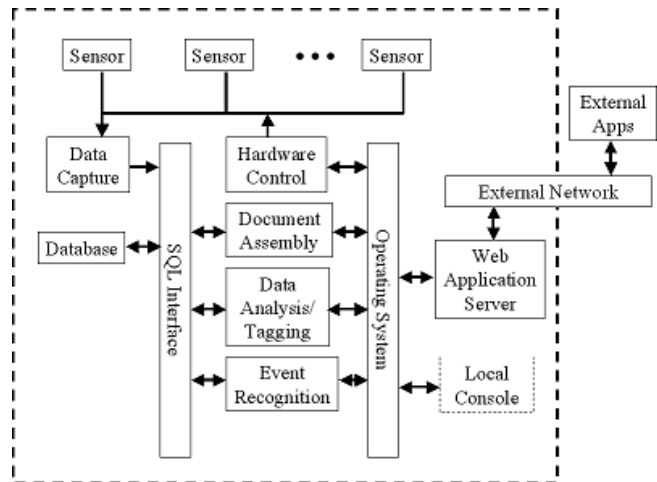 Sensor
Sensor
Sensor
External
Apps
Data
Capture
Hardware
Control
External Network
Document
Assembly
Database
SQL Interface
Operating System
Web
Application
Server
Data
Analysis/
Tagging
Event
Recognition
Local
Console